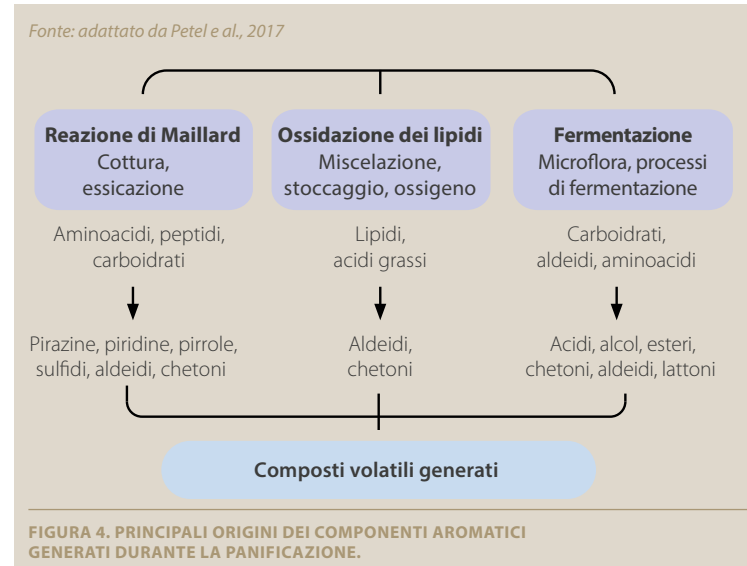 Fonte: adattato da Petel e al., 2017
Reazione di Maillard
Cottura,
essicazione
Ossidazione dei lipidi
Miscelazione,
stoccaggio, ossigeno
Fermentazione
Microflora, processi
di fermentazione
Aminoacidi, peptidi,
carboidrati
Lipidi,
acidi grassi
Carboidrati,
aldeidi, aminoacidi
Pirazine, piridine, pirrole,
sulfidi, aldeidi, chetoni
Aldeidi,
chetoni
Acidi, alcol, esteri,
chetoni, aldeidi, lattoni
Composti volatili generati
FIGURA 4. PRINCIPALI ORIGINI DEI COMPONENTI AROMATICI
GENERATI DURANTE LA PANIFICAZIONE.